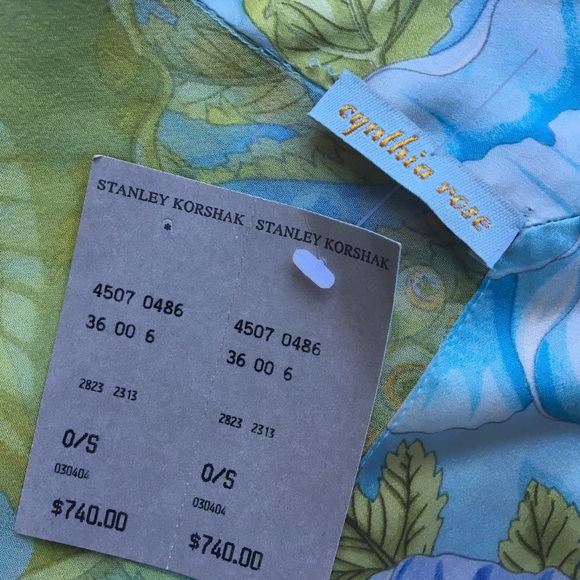 cynthia rose
STANLEY KORSHAK
4507 0486
36 00 6
2823 2313
O/S
030404
$740.00
STANLEY KORSHAK
4507 0486
36 00 6
2823 2313
O/S
030404
$740.00